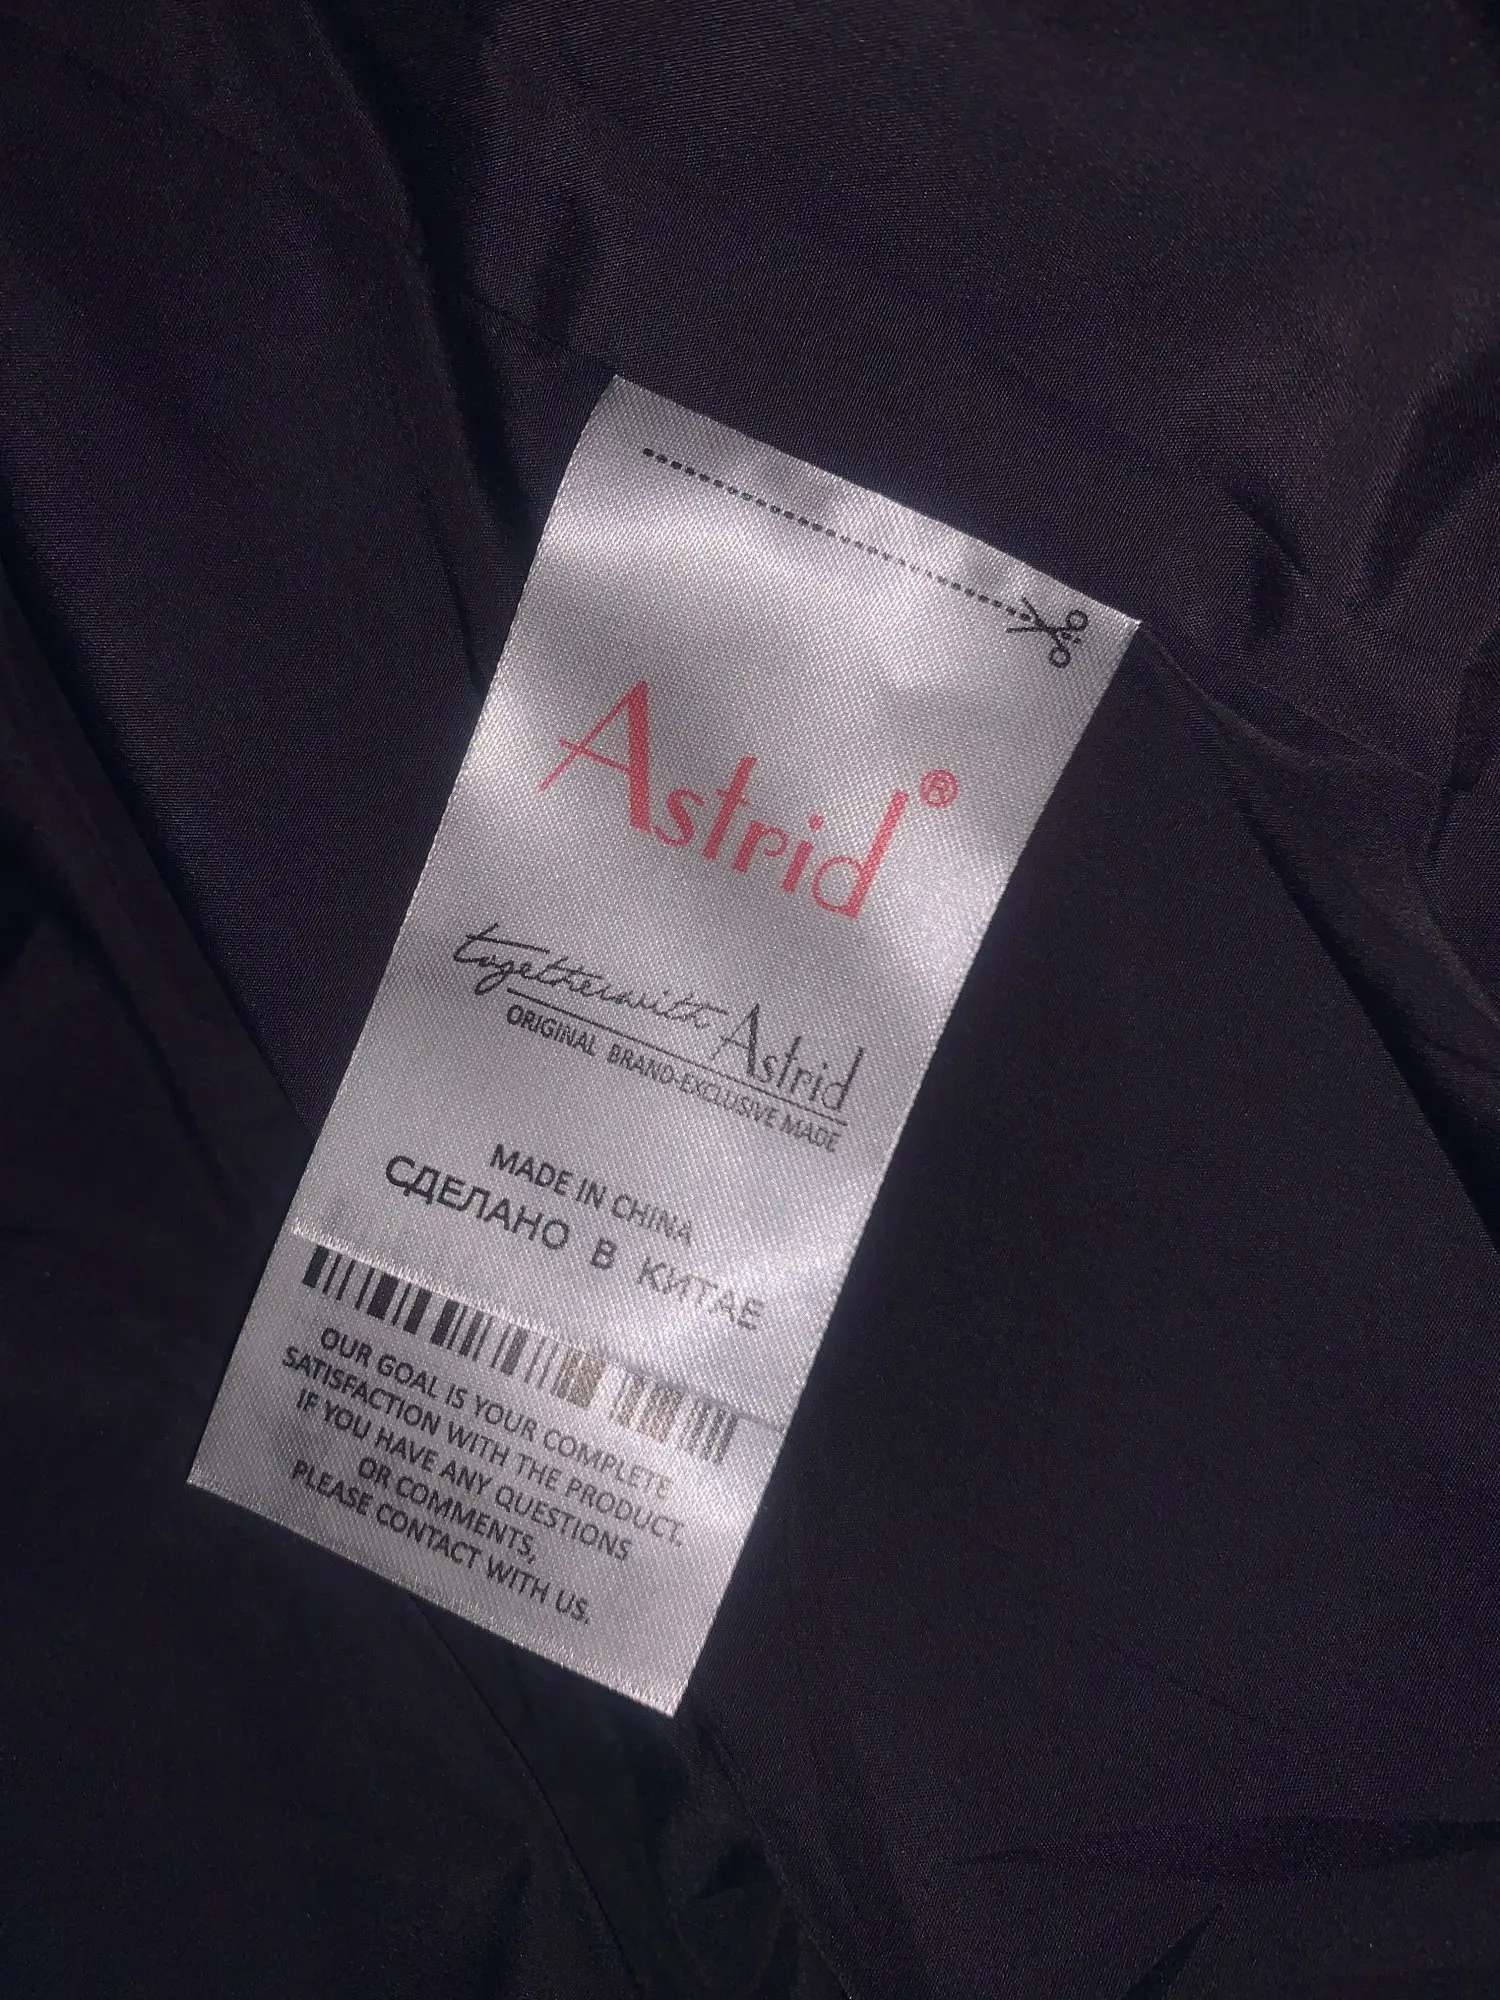 Astrid®
togetherwith Astrid
ORIGINAL BRAND-EXCLUSIVE MADE
MADE IN CHINA
СДЕЛАНО В КИТАЕ
OUR GOAL IS YOUR COMPLETE
SATISFACTION WITH THE PRODUCT.
IF YOU HAVE ANY QUESTIONS
OR COMMENTS,
PLEASE CONTACT WITH US.